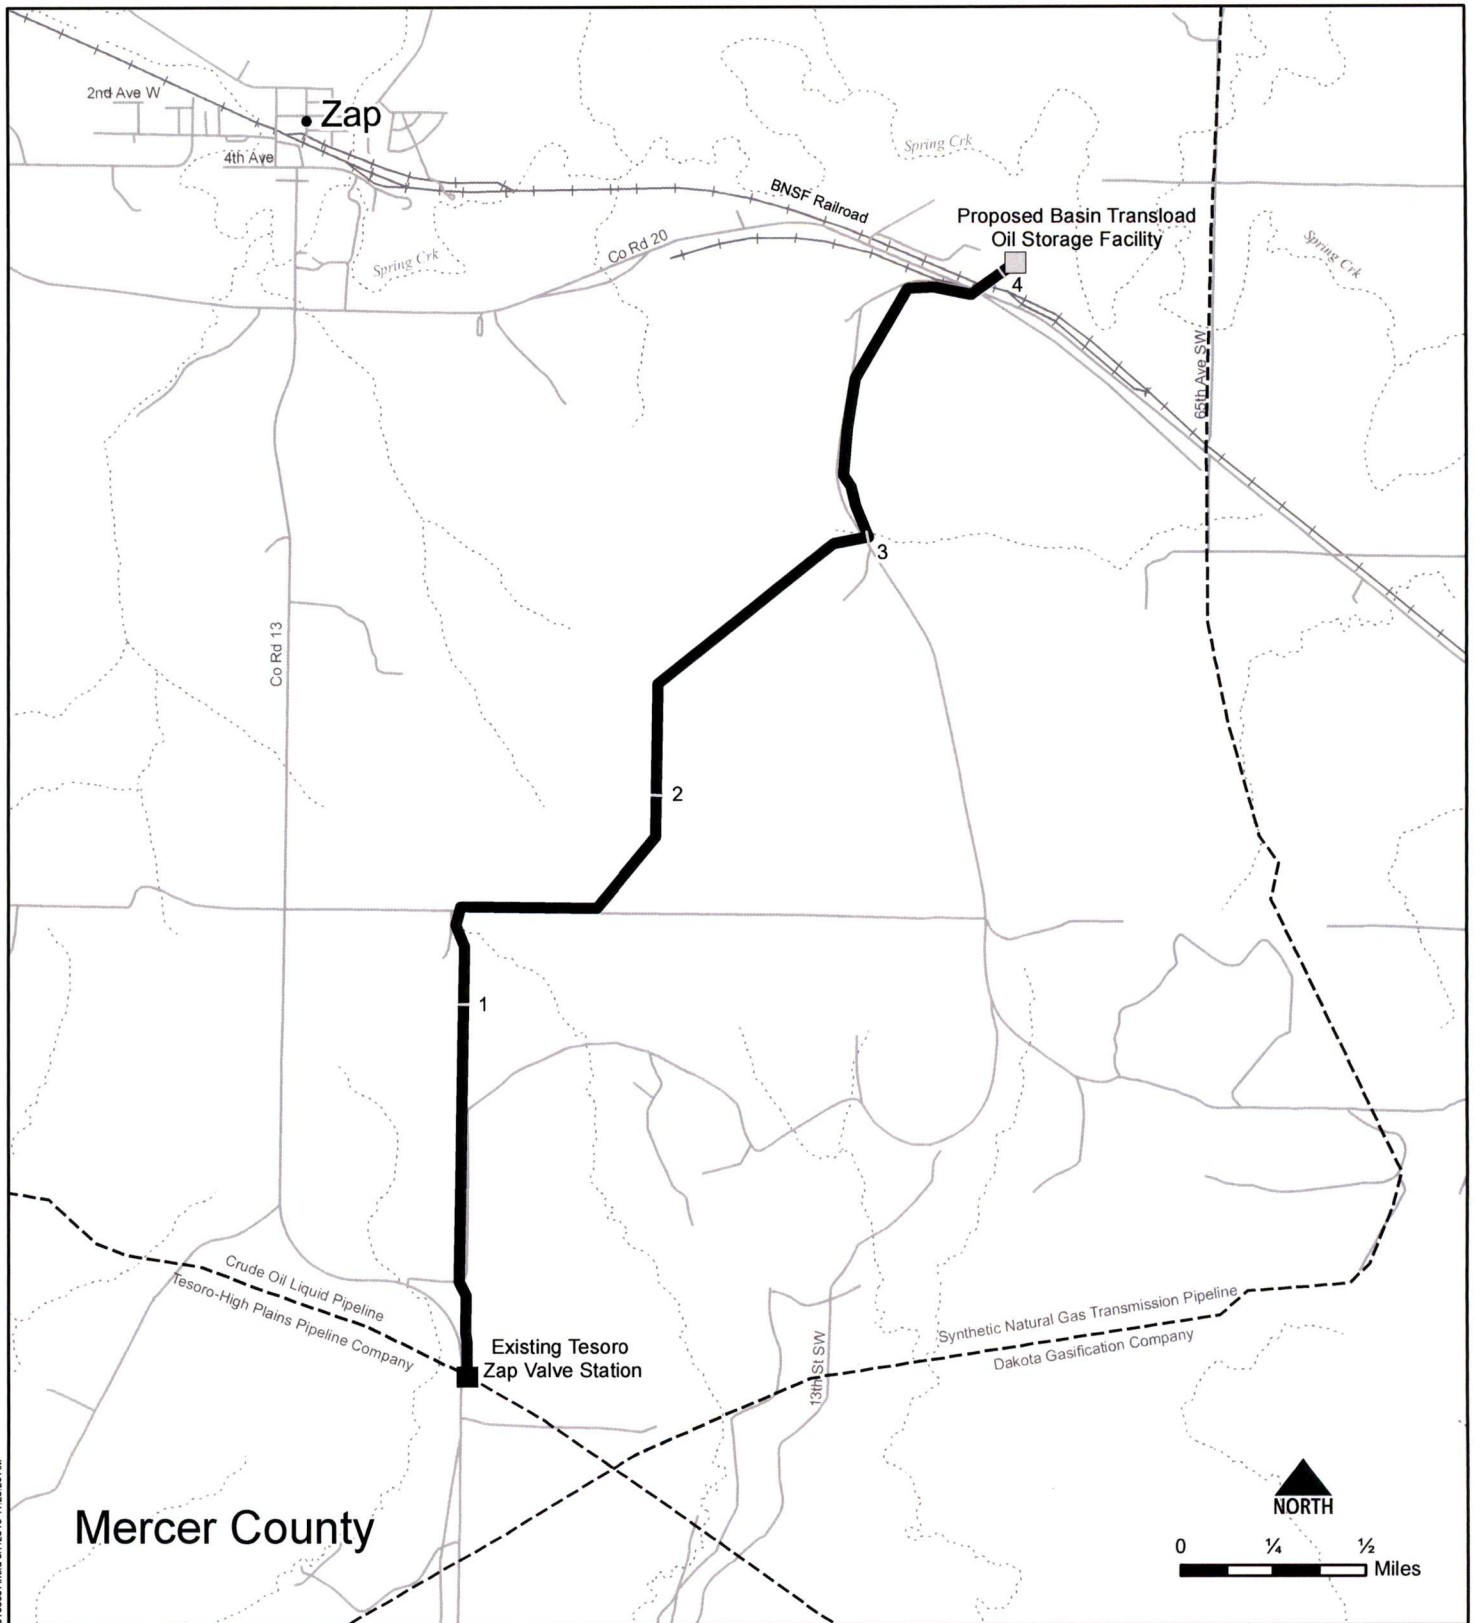 2nd Ave W
Zap
4th Ave
Spring Crk
BNSF Railroad
Proposed Basin Transload
Oil Storage Facility
Co Rd 20
Spring Crk
Spring Crk
4
65th Ave SW
3
Co Rd 13
2
1
Crude Oil Liquid Pipeline
Tesoro-High Plains Pipeline Company
Existing Tesoro
Zap Valve Station
13th St SW
Synthetic Natural Gas Transmission Pipeline
Dakota Gasification Company
Mercer County
NORTH
0 ¼ ½
Miles